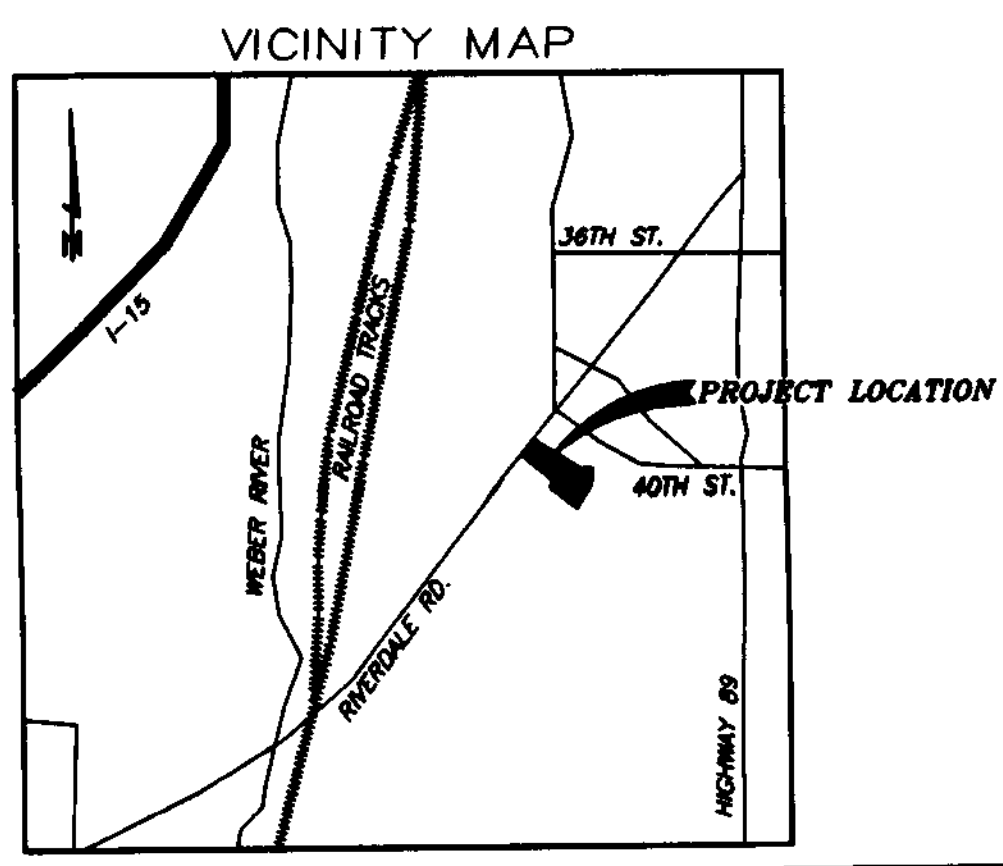 VICINITY MAP
36TH ST.
I-15
RAILROAD TRACKS
PROJECT LOCATION
WEBER RIVER
40TH ST.
RIVERDALE RD.
HIGHWAY 89